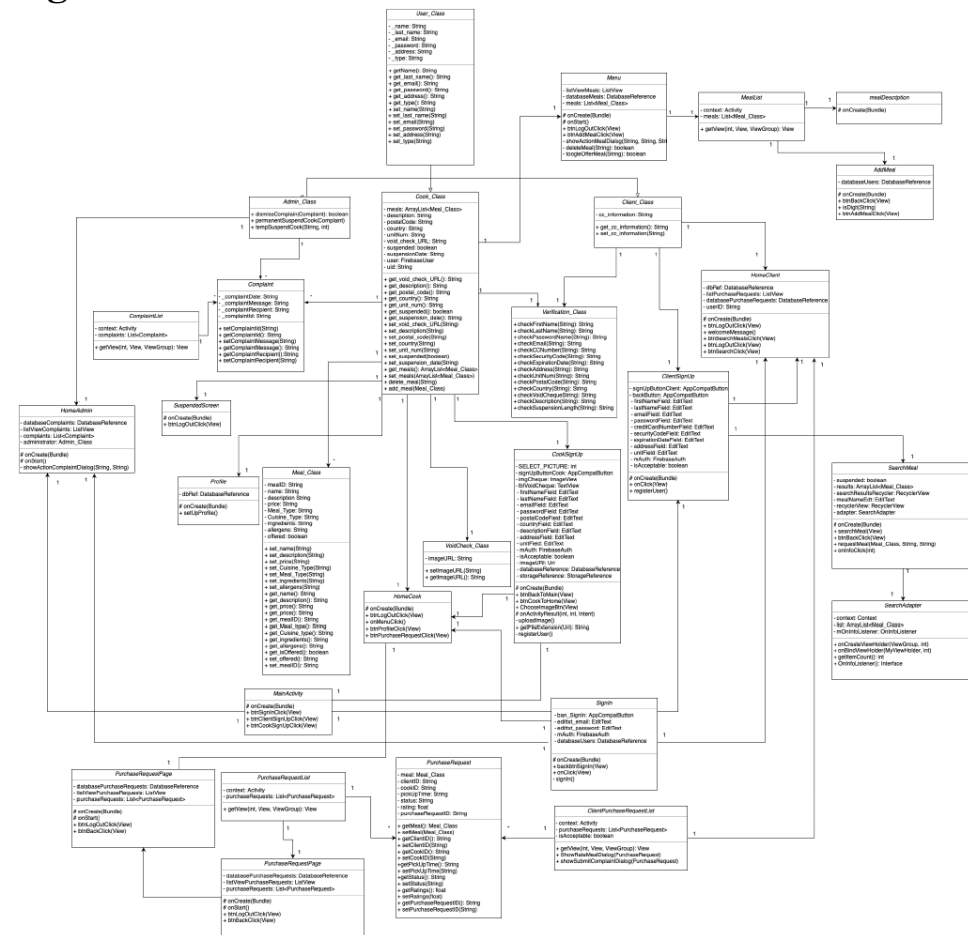 User_Class
- _name: String
- _last_name: String
- _email: String
- _password: String
- _address: String
- _type: String
+ getName(): String
+ get_last_name(): String
+ get_email(): String
+ get_password(): String
+ get_address(): String
+ get_type(): String
+ set_name(String)
+ set_last_name(String)
+ set_email(String)
+ set_password(String)
+ set_address(String)
+ set_type(String)
Menu
- listViewMeals: ListView
- databaseMeals: DatabaseReference
- meals: List<Meal_Class>
# onCreate(Bundle)
# onStart()
+ btnLogOutClick(View)
+ btnAddMealClick(View)
- showActionMealDialog(String, String, Stri
- deleteMeal(String): boolean
- toogleOfferMeal(String): boolean
MealList
- context: Activity
- meals: List<Meal_Class>
+ getView(int, View, ViewGroup): View
mealDescription
# onCreate(Bundle)
AddMeal
- databaseUsers: DatabaseReference
# onCreate(Bundle)
+ btnBackClick(View)
+ isDigit(String)
+ btnAddMealClick(View)
Admin_Class
+ dismissComplain(Complaint): boolean
+ permanentSuspendCook(Complaint)
+ tempSuspendCook(String, int)
Cook_Class
- meals: ArrayList<Meal_Class>
- description: String
- postalCode: String
- country: String
- unitNum: String
- void_check_URL: String
- suspended: boolean
- suspensionDate: String
- user: FirebaseUser
- uid: String
+ get_void_check_URL(): String
+ get_description(): String
+ get_postal_code(): String
+ get_country(): String
+ get_unit_num(): String
+ get_suspended(): boolean
+ get_suspension_date(): String
+ set_void_check_URL(String)
+ set_description(String)
+ set_postal_code(String)
+ set_country(String)
+ set_unit_num(String)
+ set_suspended(boolean)
+ set_suspension_date(String)
+ get_meals(): ArrayList<Meal_Class>
+ set_meals(ArrayList<Meal_Class>)
+ delete_meal(String)
+ add_meal(Meal_Class)
Client_Class
- cc_information: String
+ get_cc_information(): String
+ set_cc_information(String)
HomeClient
- dbRef: DatabaseReference
- listPurchaseRequests: ListView
- databasePurchaseRequests: DatabaseReference
- userID: String
# onCreate(Bundle)
+ btnLogOutClick(View)
+ welcomeMessage()
+ btnSearchMealsClick(View)
+ btnLogOutClick(View)
+ btnSearchClick(View)
Complaint
- _complaintDate: String
- _complaintMessage: String
- _complaintRecipient: String
- _complaintId: String
+ setComplaintId(String)
+ getComplaintId(): String
+ setComplaintMessage(String)
+ getComplaintMessage(): String
+ getComplaintRecipient(): String
+ setComplaintRecipient(String)
ComplaintList
- context: Activity
- complaints: List<Complaint>
+ getView(int, View, ViewGroup): View
Verification_Class
+ checkFirstName(String): String
+ checkLastName(String): String
+ checkPasswordName(String): String
+ checkEmail(String): String
+ checkCCNumber(String): String
+ checkSecurityCode(String): String
+ checkExpirationDate(String): String
+ checkAddress(String): String
+ checkUnitNum(String): String
+ checkPostalCode(String): String
+ checkCountry(String): String
+ checkVoidCheque(String): String
+ checkDescription(String): String
+ checkSuspensionLength(String): String
ClientSignUp
- signUpButtonClient: AppCompatButton
- backButton: AppCompatButton
- firstNameField: EditText
- lastNameField: EditText
- emailField: EditText
- passwordField: EditText
- creditCardNumberField: EditText
- securityCodeField: EditText
- expirationDateField: EditText
- addressField: EditText
- unitField: EditText
- mAuth: FirebaseAuth
- isAcceptable: boolean
# onCreate(Bundle)
+ onClick(View)
+ registerUser()
SuspendedScreen
# onCreate(Bundle)
+ btnLogOutClick(View)
HomeAdmin
- databaseComplaints: DatabaseReference
- listViewComplaints: ListView
- complaints: List<Complaint>
- administrator: Admin_Class
# onCreate(Bundle)
# onStart()
- showActionComplaintDialog(String, String)
Profile
- dbRef: DatabaseReference
# onCreate(Bundle)
+ setUpProfile()
Meal_Class
- mealID: String
- name: String
- description String
- price: String
- Meal_Type: String
- Cuisine_Type: String
- ingredients: String
- allergens: String
- offered: boolean
+ set_name(String)
+ set_description(String)
+ set_price(String)
+ set_Cuisine_Type(String)
+ set_Meal_Type(String)
+ set_ingredients(String)
+ set_allergens(String)
+ get_name(): String
+ get_description(): String
+ get_price(): String
+ get_price(): String
+ get_mealID(): String
+ get_Meal_type(): String
+ get_Cuisine_type(): String
+ get_ingredients(): String
+ get_allergens(): String
+ get_isOffered(): boolean
+ set_offered(): String
+ set_mealID(): String
CookSignUp
- SELECT_PICTURE: int
- signUpButtonCook: AppCompatButton
- imgCheque: ImageView
- lblVoidCheque: TextView
- firstNameField: EditText
- lastNameField: EditText
- emailField: EditText
- passwordField: EditText
- postalCodeField: EditText
- countryField: EditText
- descriptionField: EditText
- addressField: EditText
- unitField: EditText
- mAuth: FirebaseAuth
- isAcceptable: boolean
- imageURI: Uri
- databaseReference: DatabaseReference
- storageReference: StorageReference
# onCreate(Bundle)
+ btnBackToMain(View)
+ btnCookToHome(View)
+ ChooseImageBtn(View)
# onActivityResult(int, int, Intent)
- uploadImage()
+ getFileExtension(Uri): String
- registerUser()
SearchMeal
- suspended: boolean
- results: ArrayList<Meal_Class>
- searchResultsRecycler: RecyclerView
- mealNameEdt: EditText
- recyclerView: RecyclerView
- adapter: SearchAdapter
# onCreate(Bundle)
+ searchMeal(View)
+ btnBackClick(View)
+ requestMeal(Meal_Class, String, String)
- onInfoClick(int)
VoidCheck_Class
- imageURL: String
+ setImageURL(String)
+ getImageURL(): String
HomeCook
# onCreate(Bundle)
+ btnLogOutClick(View)
+ onMenuClick()
+ btnProfileClick(View)
+ btnPurchaseRequestClick(View)
SearchAdapter
- context: Context
- list: ArrayList<Meal_Class>
- mOnInfoListener: OnInfoListener
+ onCreateViewHolder(ViewGroup, int)
+ onBindViewHolder(MyViewHolder, int)
+ getItemCount(): int
+ OnInfoListener(): Interface
MainActivity
# onCreate(Bundle)
+ btnSignInClick(View)
+ btnClientSignUpClick(View)
+ btnCookSignUpClick(View)
SignIn
- ban_SignIn: AppCompatButton
- edittxt_email: EditText
- edittxt_password: EditText
- mAuth: FirebaseAuth
- databaseUsers: DatabaseReference
# onCreate(Bundle)
+ backbtnSignIn(View)
+ onClick(View)
- signIn()
PurchaseRequestPage
- databasePurchaseRequests: DatabaseReference
- listViewPurchaseRequests: ListView
- purchaseRequests: List<PurchaseRequest>
# onCreate(Bundle)
# onStart()
+ btnLogOutClick(View)
+ btnBackClick(View)
PurchaseRequestList
- context: Activity
- purchaseRequests: List<PurchaseRequest>
+ getView(int, View, ViewGroup): View
PurchaseRequest
- meal: Meal_Class
- clientID: String
- cookID: String
- pickUpTime: String
- status: String
- rating: float
- purchaseRequestID: String
+ getMeal(): Meal_Class
+ setMeal(Meal_Class)
+ getClientID(): String
+ setClientID(String)
+ getCookID(): String
+ setCookID(String)
+getPickUpTime(): String
+ setPickUpTime(String)
+getStatus(): String
+ setStatus(String)
+ getRatings(): float
+ setRatings(float)
+ getPurchaseRequestID(): String
+ setPurchaseRequestID(String)
ClientPurchaseRequestList
- context: Activity
- purchaseRequests: List<PurchaseRequest>
- isAcceptable: boolean
+ getView(int, View, ViewGroup): View
+ ShowRateMealDialog(PurchaseRequest)
+ showSubmitComplaintDialog(PurchaseRequest)
PurchaseRequestPage
- databasePurchaseRequests: DatabaseReference
- listViewPurchaseRequests: ListView
- purchaseRequests: List<PurchaseRequest>
# onCreate(Bundle)
# onStart()
+ btnLogOutClick(View)
+ btnBackClick(View)